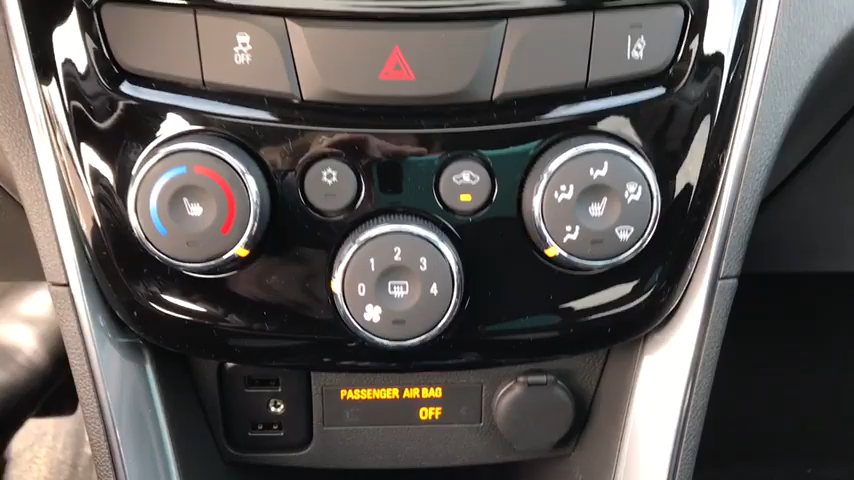 OFF
2
1 3
0 4
PASSENGER AIR BAG
OFF